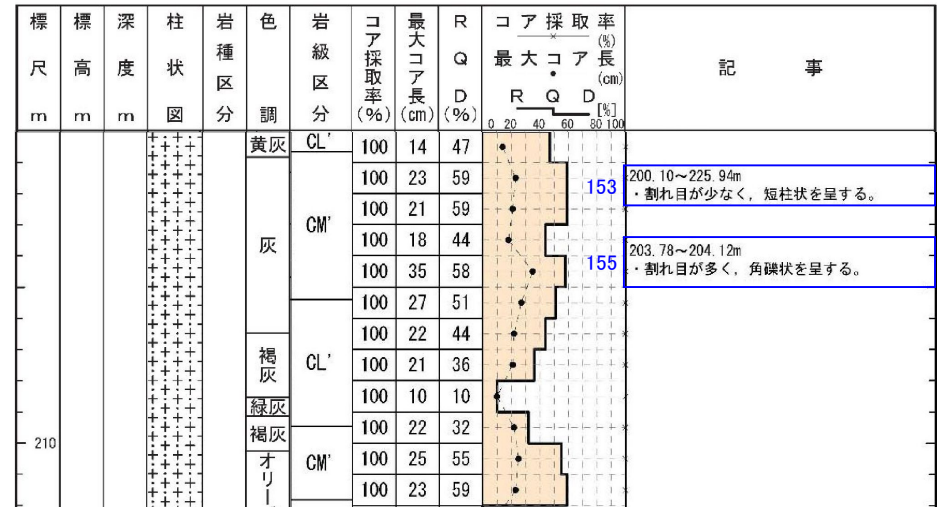 標尺m
標高m
深度m
柱状図
岩種区分
色調
岩級区分
コア採取率(%)
最大コア長(cm)
RQD(%)
コア採取率(%)
最大コア長(cm)
RQD[%]
0 20 40 60 80 100
記事
黄灰 CL' 100 14 47
100 23 59
153 200.10～225.94m
・割れ目が少なく，短柱状を呈する。
100 21 59
灰 CM' 100 18 44
155 203.78～204.12m
・割れ目が多く，角礫状を呈する。
100 35 58
100 27 51
100 22 44
褐灰 CL' 100 21 36
100 10 10
緑灰
褐灰 100 22 32
210
オリー CM' 100 25 55
100 23 59